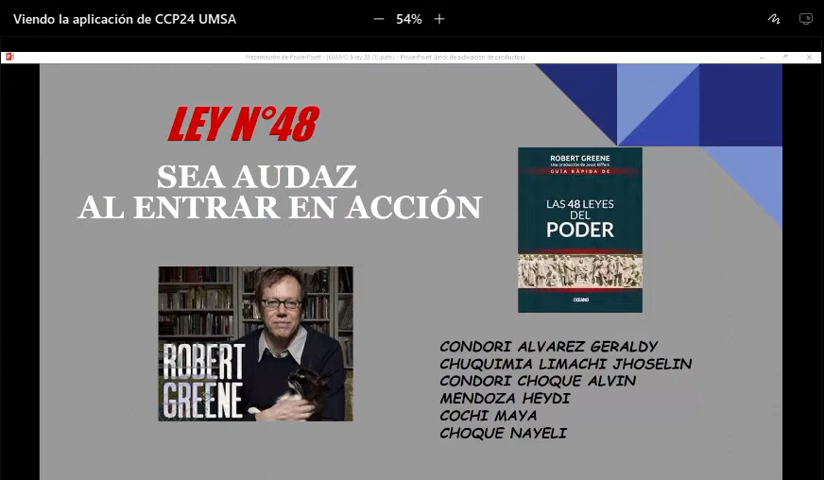 Viendo la aplicación de CCP24 UMSA
54%
LEY N°48
SEA AUDAZ
AL ENTRAR EN ACCIÓN
ROBERT GREENE
GUÍA RÁPIDA DE
LAS 48 LEYES
DEL
PODER
OCEANO
ROBERT
GREENE
CONDORI ALVAREZ GERALDY
CHUQUIMIA LIMACHI JHOSELIN
CONDORI CHOQUE ALVIN
MENDOZA HEYDI
COCHI MAYA
CHOQUE NAYELI